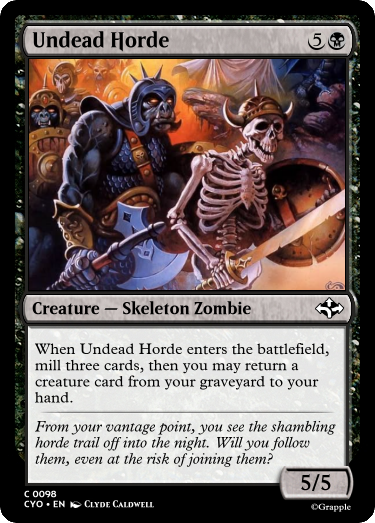 Undead Horde 5
Creature — Skeleton Zombie
When Undead Horde enters the battlefield,
mill three cards, then you may return a
creature card from your graveyard to your
hand.
From your vantage point, you see the shambling
horde trail off into the night. Will you follow
them, even at the risk of joining them?
5/5
C 0098
CYO • EN Clyde Caldwell
©Grapple